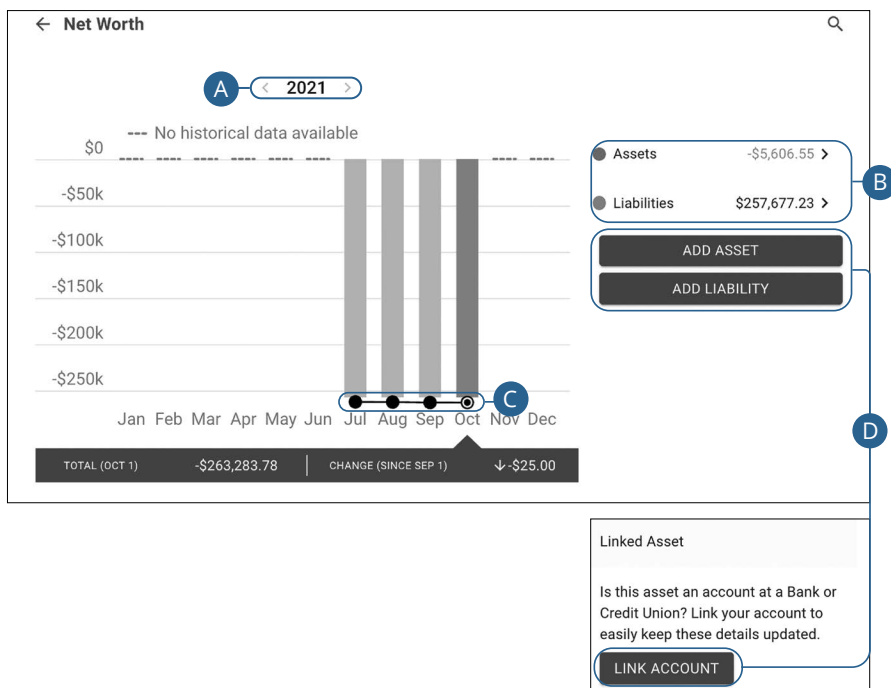 Net Worth
A
2021
--- No historical data available
$0
-$50k
-$100k
-$150k
-$200k
-$250k
C
Jan Feb Mar Apr May Jun Jul Aug Sep Oct Nov Dec
TOTAL (OCT 1) -$263,283.78 CHANGE (SINCE SEP 1) ↓-$25.00
Assets -$5,606.55 >
Liabilities $257,677.23 >
B
ADD ASSET
ADD LIABILITY
D
Linked Asset
Is this asset an account at a Bank or
Credit Union? Link your account to
easily keep these details updated.
LINK ACCOUNT